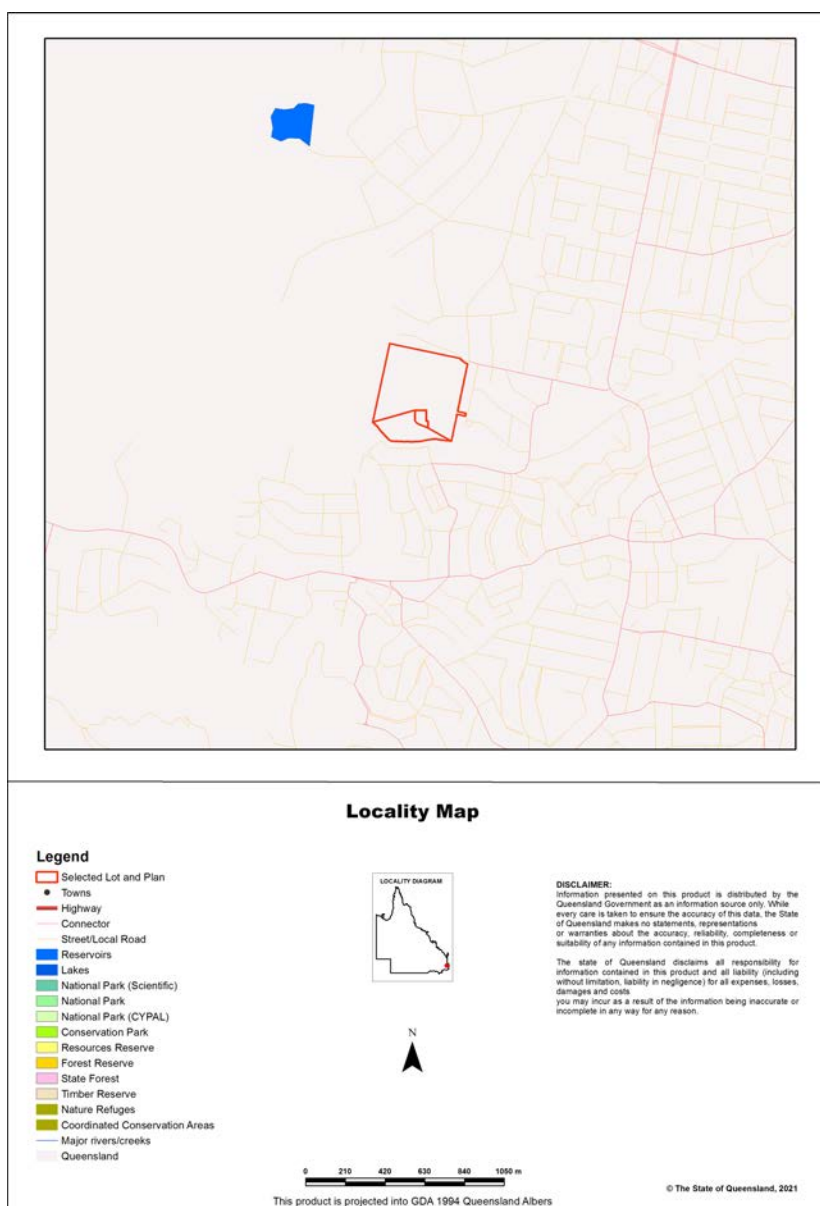 Locality Map
Legend
Selected Lot and Plan
Towns
Highway
Connector
Street/Local Road
Reservoirs
Lakes
National Park (Scientific)
National Park
National Park (CYPAL)
Conservation Park
Resources Reserve
Forest Reserve
State Forest
Timber Reserve
Nature Refuges
Coordinated Conservation Areas
Major rivers/creeks
Queensland
LOCALITY DIAGRAM
N
0 210 420 630 840 1050 m
This product is projected into GDA 1994 Queensland Albers
DISCLAIMER:
Information presented on this product is distributed by the
Queensland Government as an information source only. While
every care is taken to ensure the accuracy of this data, the State
of Queensland makes no statements, representations
or warranties about the accuracy, reliability, completeness or
suitability of any information contained in this product.
The state of Queensland disclaims all responsibility for
information contained in this product and all liability (including
without limitation, liability in negligence) for all expenses, losses,
damages and costs
you may incur as a result of the information being inaccurate or
incomplete in any way for any reason.
© The State of Queensland, 2021